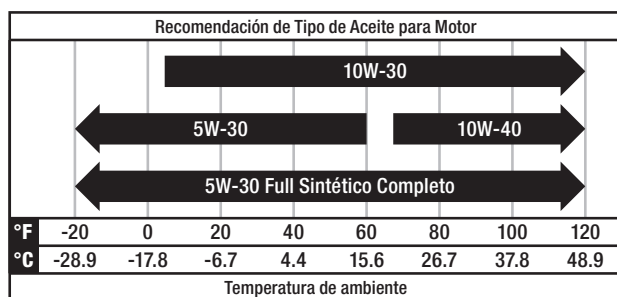 Recomendación de Tipo de Aceite para Motor
10W-30
5W-30 10W-40
5W-30 Full Sintético Completo
°F -20 0 20 40 60 80 100 120
°C -28.9 -17.8 -6.7 4.4 15.6 26.7 37.8 48.9
Temperatura de ambiente